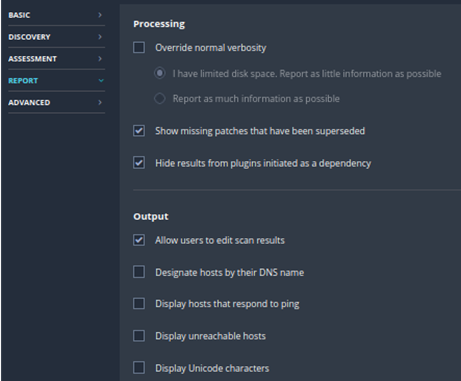 BASIC
DISCOVERY
ASSESSMENT
REPORT
ADVANCED
Processing
Override normal verbosity
I have limited disk space. Report as little information as possible
Report as much information as possible
Show missing patches that have been superseded
Hide results from plugins initiated as a dependency
Output
Allow users to edit scan results
Designate hosts by their DNS name
Display hosts that respond to ping
Display unreachable hosts
Display Unicode characters